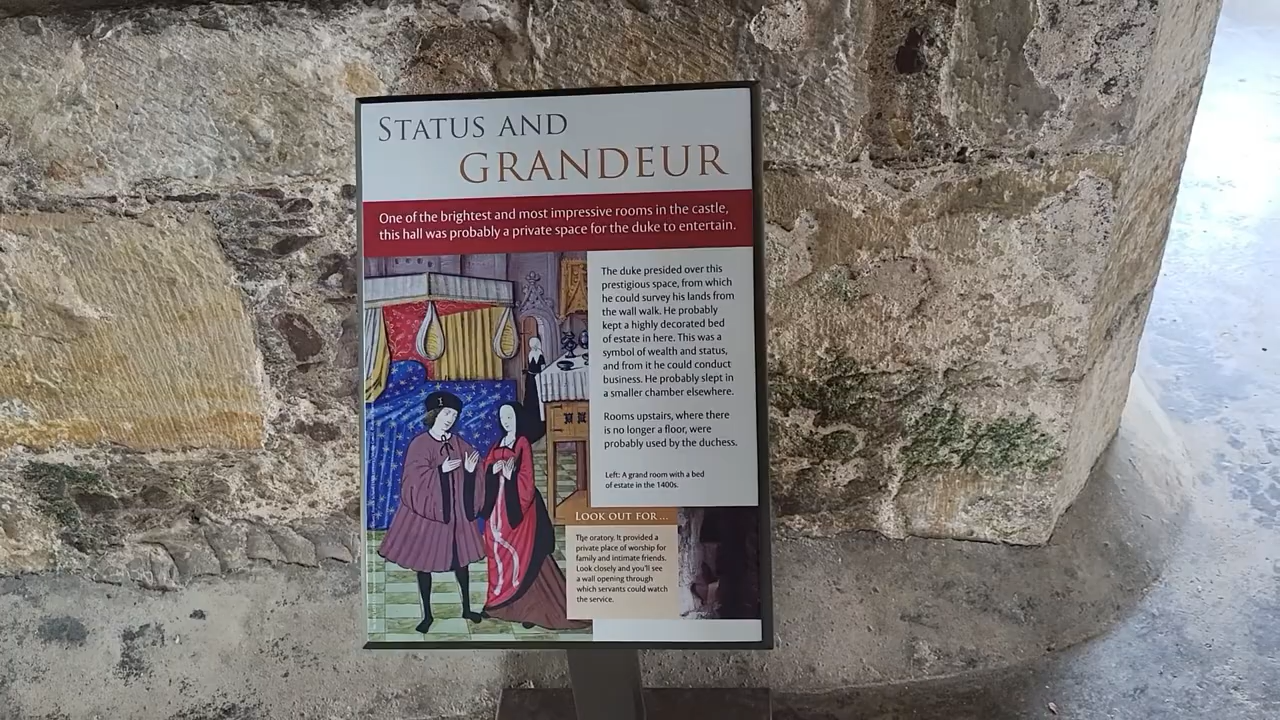 STATUS AND
GRANDEUR
One of the brightest and most impressive rooms in the castle,
this hall was probably a private space for the duke to entertain.
The duke presided over this
prestigious space, from which
he could survey his lands from
the wall walk. He probably
kept a highly decorated bed
of estate in here. This was a
symbol of wealth and status,
and from it he could conduct
business. He probably slept in
a smaller chamber elsewhere.
Rooms upstairs, where there
is no longer a floor, were
probably used by the duchess.
Left: A grand room with a bed
of estate in the 1400s.
LOOK OUT FOR...
The oratory. It provided a
private place of worship for
family and intimate friends.
Look closely and you'll see
a wall opening through
which servants could watch
the service.